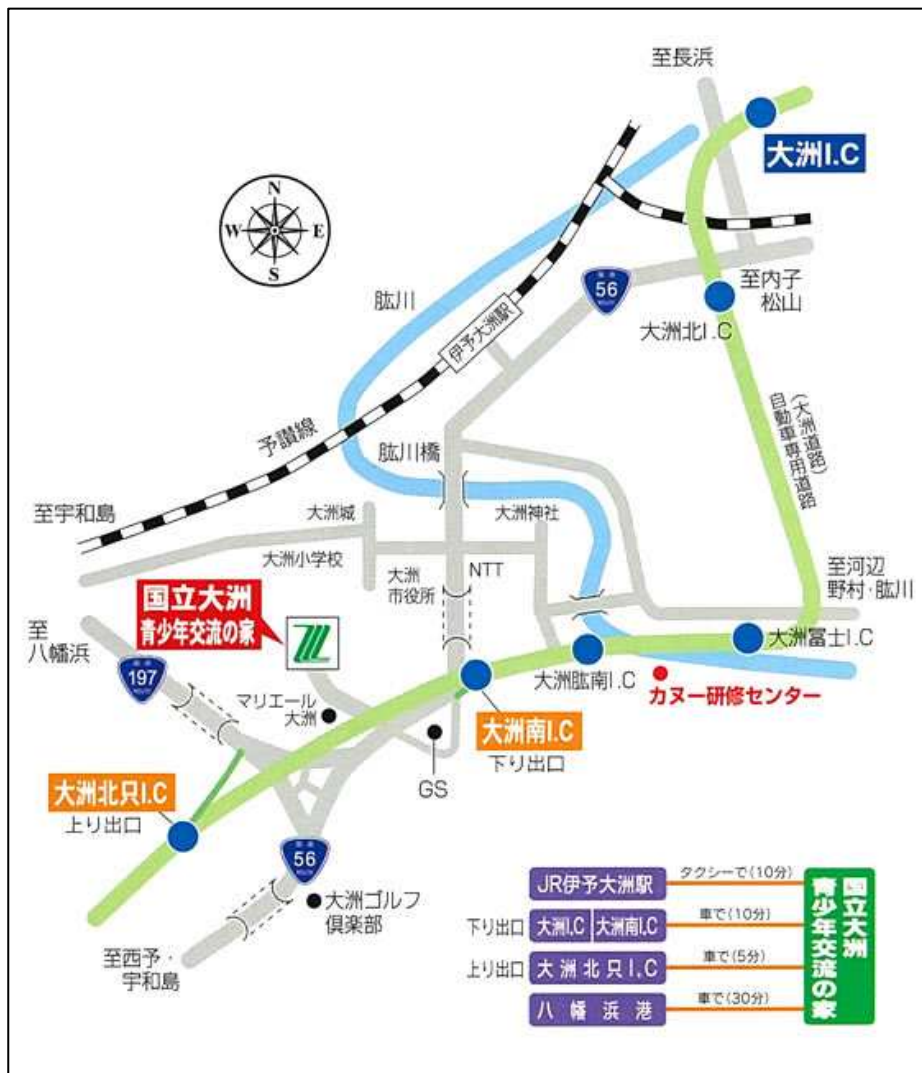 至長浜
大洲I.C
N
W E
S
肱川
国道
56
ROUTE
至内子
松山
大洲北I.C
伊予大洲駅
予讃線
(大洲道路)
自動車専用道路
肱川橋
至宇和島
大洲城
大洲神社
大洲小学校
大洲
市役所
NTT
至河辺
野村・肱川
国立大洲
青少年交流の家
至
八幡浜
国道
197
ROUTE
大洲冨士I.C
大洲肱南I.C
カヌー研修センター
マリエール
大洲
大洲南I.C
下り出口
GS
大洲北只I.C
上り出口
国道
56
ROUTE
大洲ゴルフ
倶楽部
至西予・
宇和島
JR伊予大洲駅 タクシーで(10分)
下り出口 大洲I.C 大洲南I.C 車で(10分)
上り出口 大洲北只I.C 車で(5分)
八幡浜港 車で(30分)
国立大洲
青少年交流の家